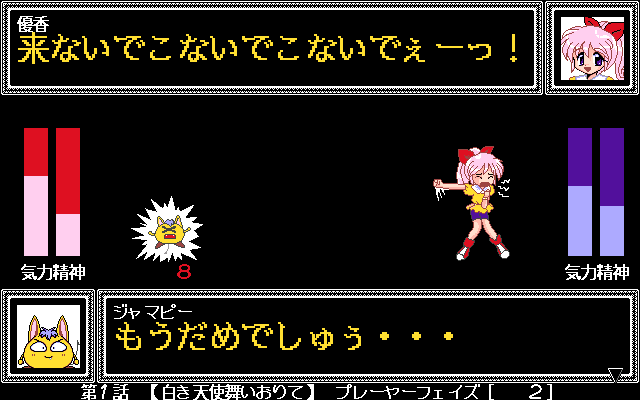 優香
来ないでこないでこないでぇーっ！
8
気力精神
気力精神
ジャマピー
もうだめでしゅぅ・・・
第1話 【白き天使舞いおりて】 プレーヤーフェイズ[ 2]